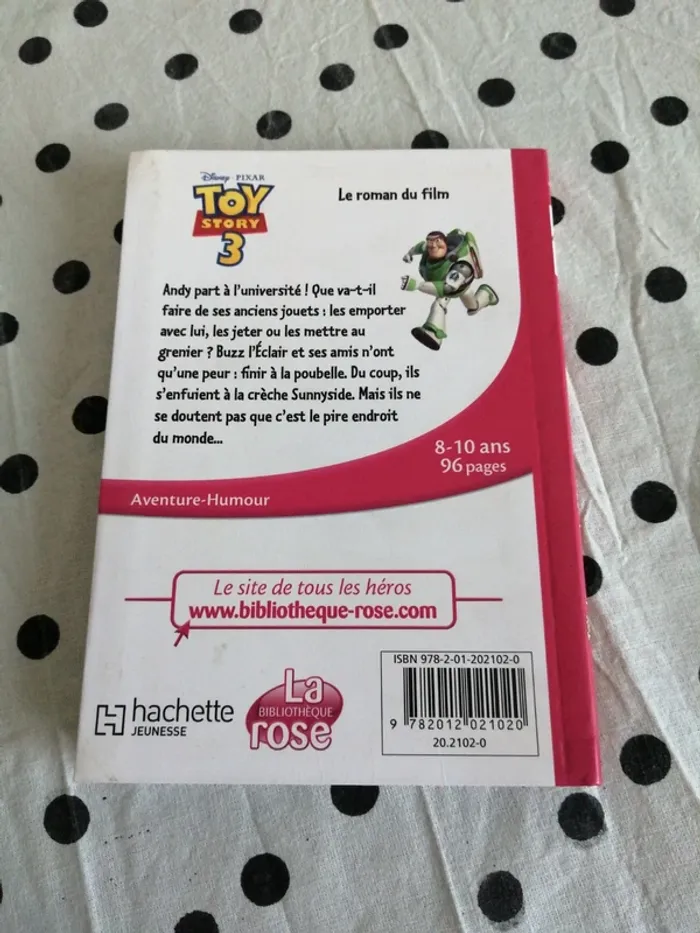 Disney · PIXAR
TOY
STORY
3
Le roman du film
Andy part à l'université ! Que va-t-il
faire de ses anciens jouets : les emporter
avec lui, les jeter ou les mettre au
grenier ? Buzz l'Éclair et ses amis n'ont
qu'une peur : finir à la poubelle. Du coup, ils
s'enfuient à la crèche Sunnyside. Mais ils ne
se doutent pas que c'est le pire endroit
du monde...
8-10 ans
96 pages
Aventure-Humour
Le site de tous les héros
www.bibliotheque-rose.com
hachette
JEUNESSE
La
BIBLIOTHÈQUE
rose
ISBN 978-2-01-202102-0
9 782012 021020
20.2102-0